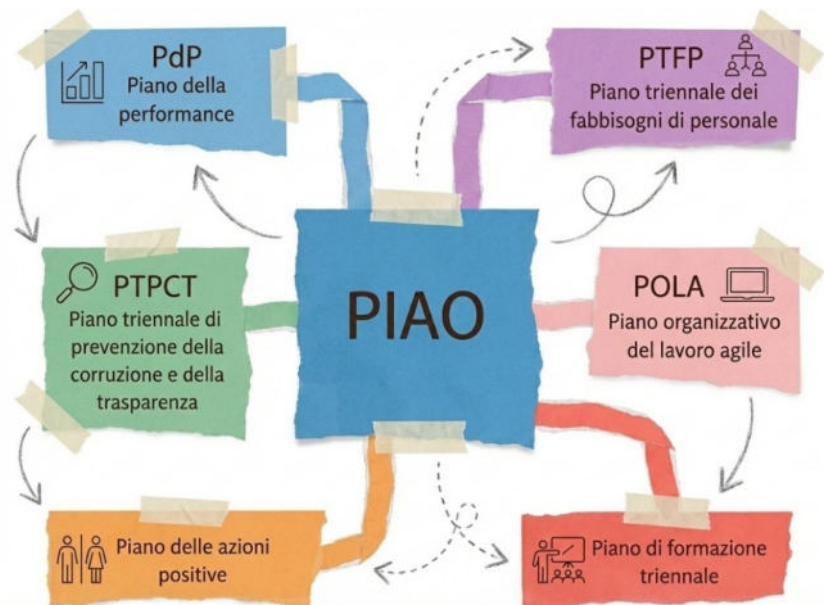 PdP
Piano della
performance
PTFP
Piano triennale dei
fabbisogni di personale
PTPCT
Piano triennale di
prevenzione della
corruzione e della
trasparenza
PIAO
POLA
Piano organizzativo
del lavoro agile
Piano delle azioni
positive
Piano di formazione
triennale